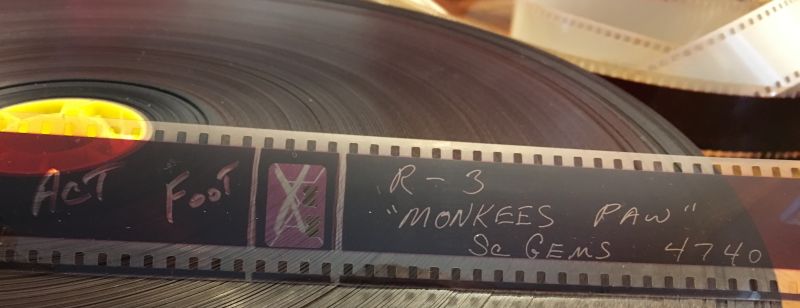 ACT FOOT
R-3
"MONKEES PAW"
Sc GEMS 4740